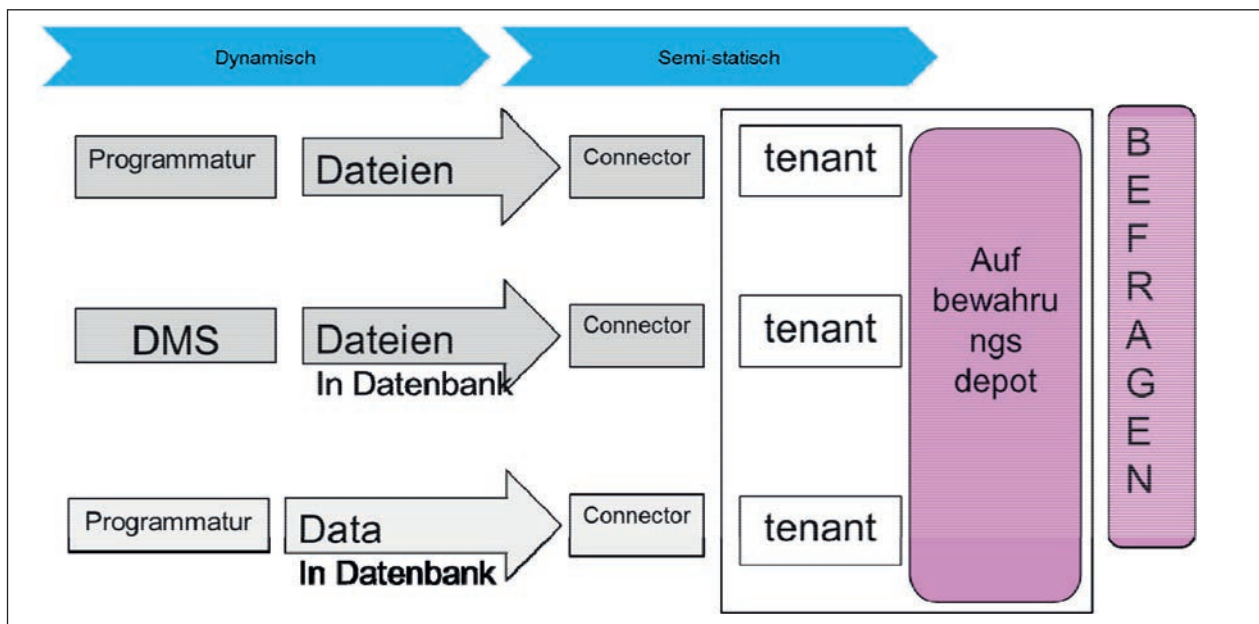 Dynamisch
Semi-statisch
Programmatur
Dateien
Connector
tenant
DMS
Dateien
In Datenbank
Connector
tenant
Programmatur
Data
In Datenbank
Connector
tenant
Auf
bewahru
ngs
depot
B
E
F
R
A
G
E
N